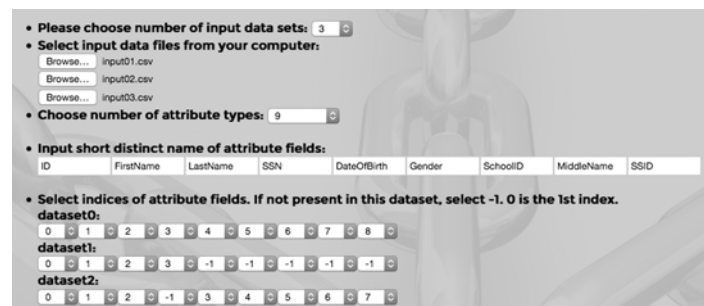 • Please choose number of input data sets: 3
• Select input data files from your computer:
Browse... input01.csv
Browse... input02.csv
Browse... input03.csv
• Choose number of attribute types: 9
• Input short distinct name of attribute fields:
ID FirstName LastName SSN DateOfBirth Gender SchoolID MiddleName SSID
• Select indices of attribute fields. If not present in this dataset, select -1. 0 is the 1st index.
dataset0:
0 1 2 3 4 5 6 7 8
dataset1:
0 1 2 3 -1 -1 -1 -1 -1
dataset2:
0 1 2 -1 3 4 5 6 7